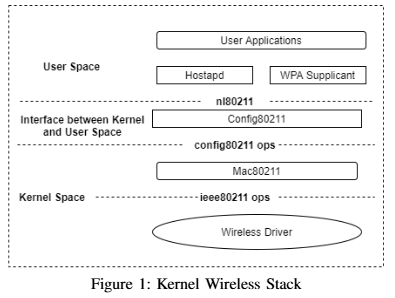 User Applications
User Space
Hostapd
WPA Supplicant
nl80211
Interface between Kernel
and User Space
Config80211
config80211 ops
Mac80211
Kernel Space
ieee80211 ops
Wireless Driver
Figure 1: Kernel Wireless Stack